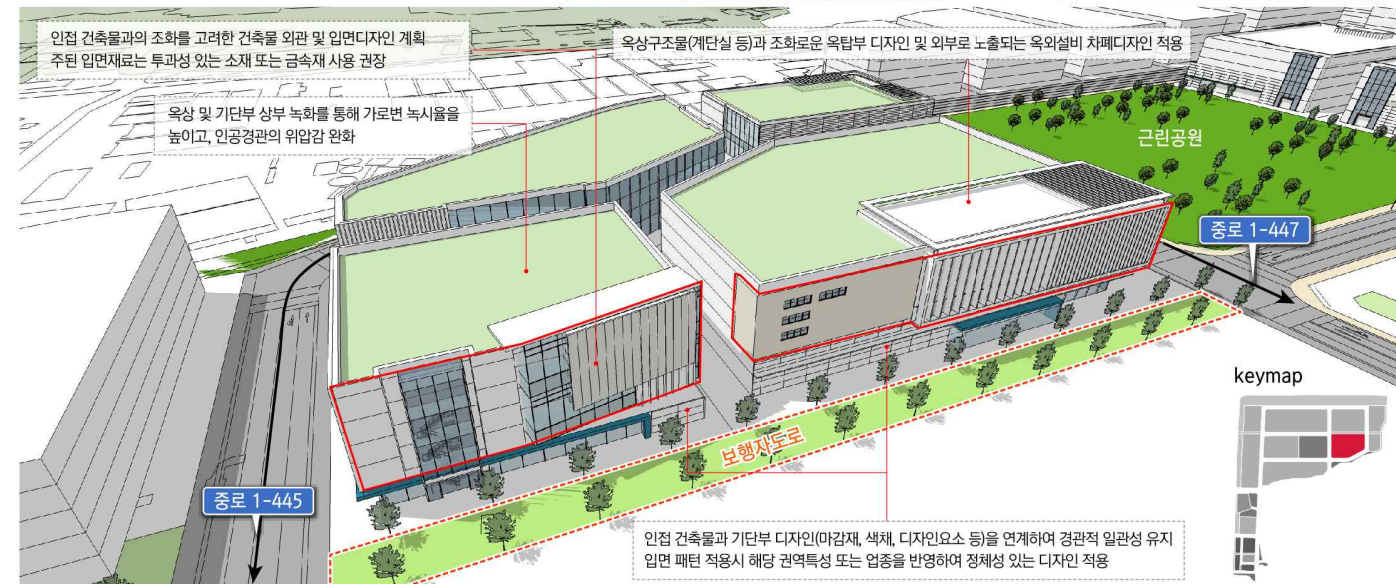 인접 건축물과의 조화를 고려한 건축물 외관 및 입면디자인 계획
주된 입면재료는 투과성 있는 소재 또는 금속재 사용 권장
옥상구조물(계단실 등)과 조화로운 옥탑부 디자인 및 외부로 노출되는 옥외설비 차폐디자인 적용
옥상 및 기단부 상부 녹화를 통해 가로변 녹시율을
높이고, 인공경관의 위압감 완화
근린공원
중로 1-447
keymap
보행자도로
중로 1-445
인접 건축물과 기단부 디자인(마감재, 색채, 디자인요소 등)을 연계하여 경관적 일관성 유지
입면 패턴 적용시 해당 권역특성 또는 업종을 반영하여 정체성 있는 디자인 적용